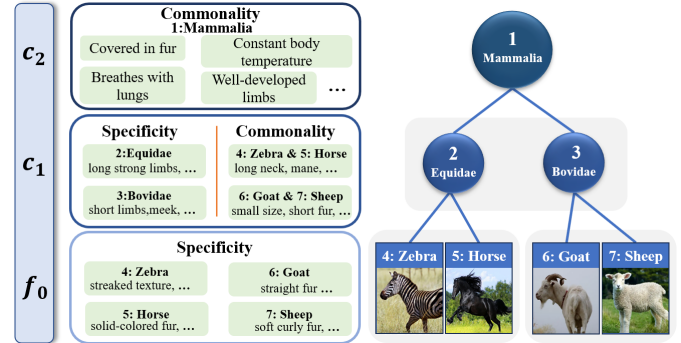 c₂
Commonality
1:Mammalia
Covered in fur
Constant body
temperature
Breathes with
lungs
Well-developed
limbs
...
c₁
Specificity
2:Equidae
long strong limbs, ...
3:Bovidae
short limbs,meek, ...
Commonality
4: Zebra & 5: Horse
long neck, mane, ...
6: Goat & 7: Sheep
small size, short fur, ...
f₀
Specificity
4: Zebra
streaked texture, ...
6: Goat
straight fur ...
5: Horse
solid-colored fur, ...
7: Sheep
soft curly fur, ...
1
Mammalia
2
Equidae
3
Bovidae
4: Zebra
5: Horse
6: Goat
7: Sheep